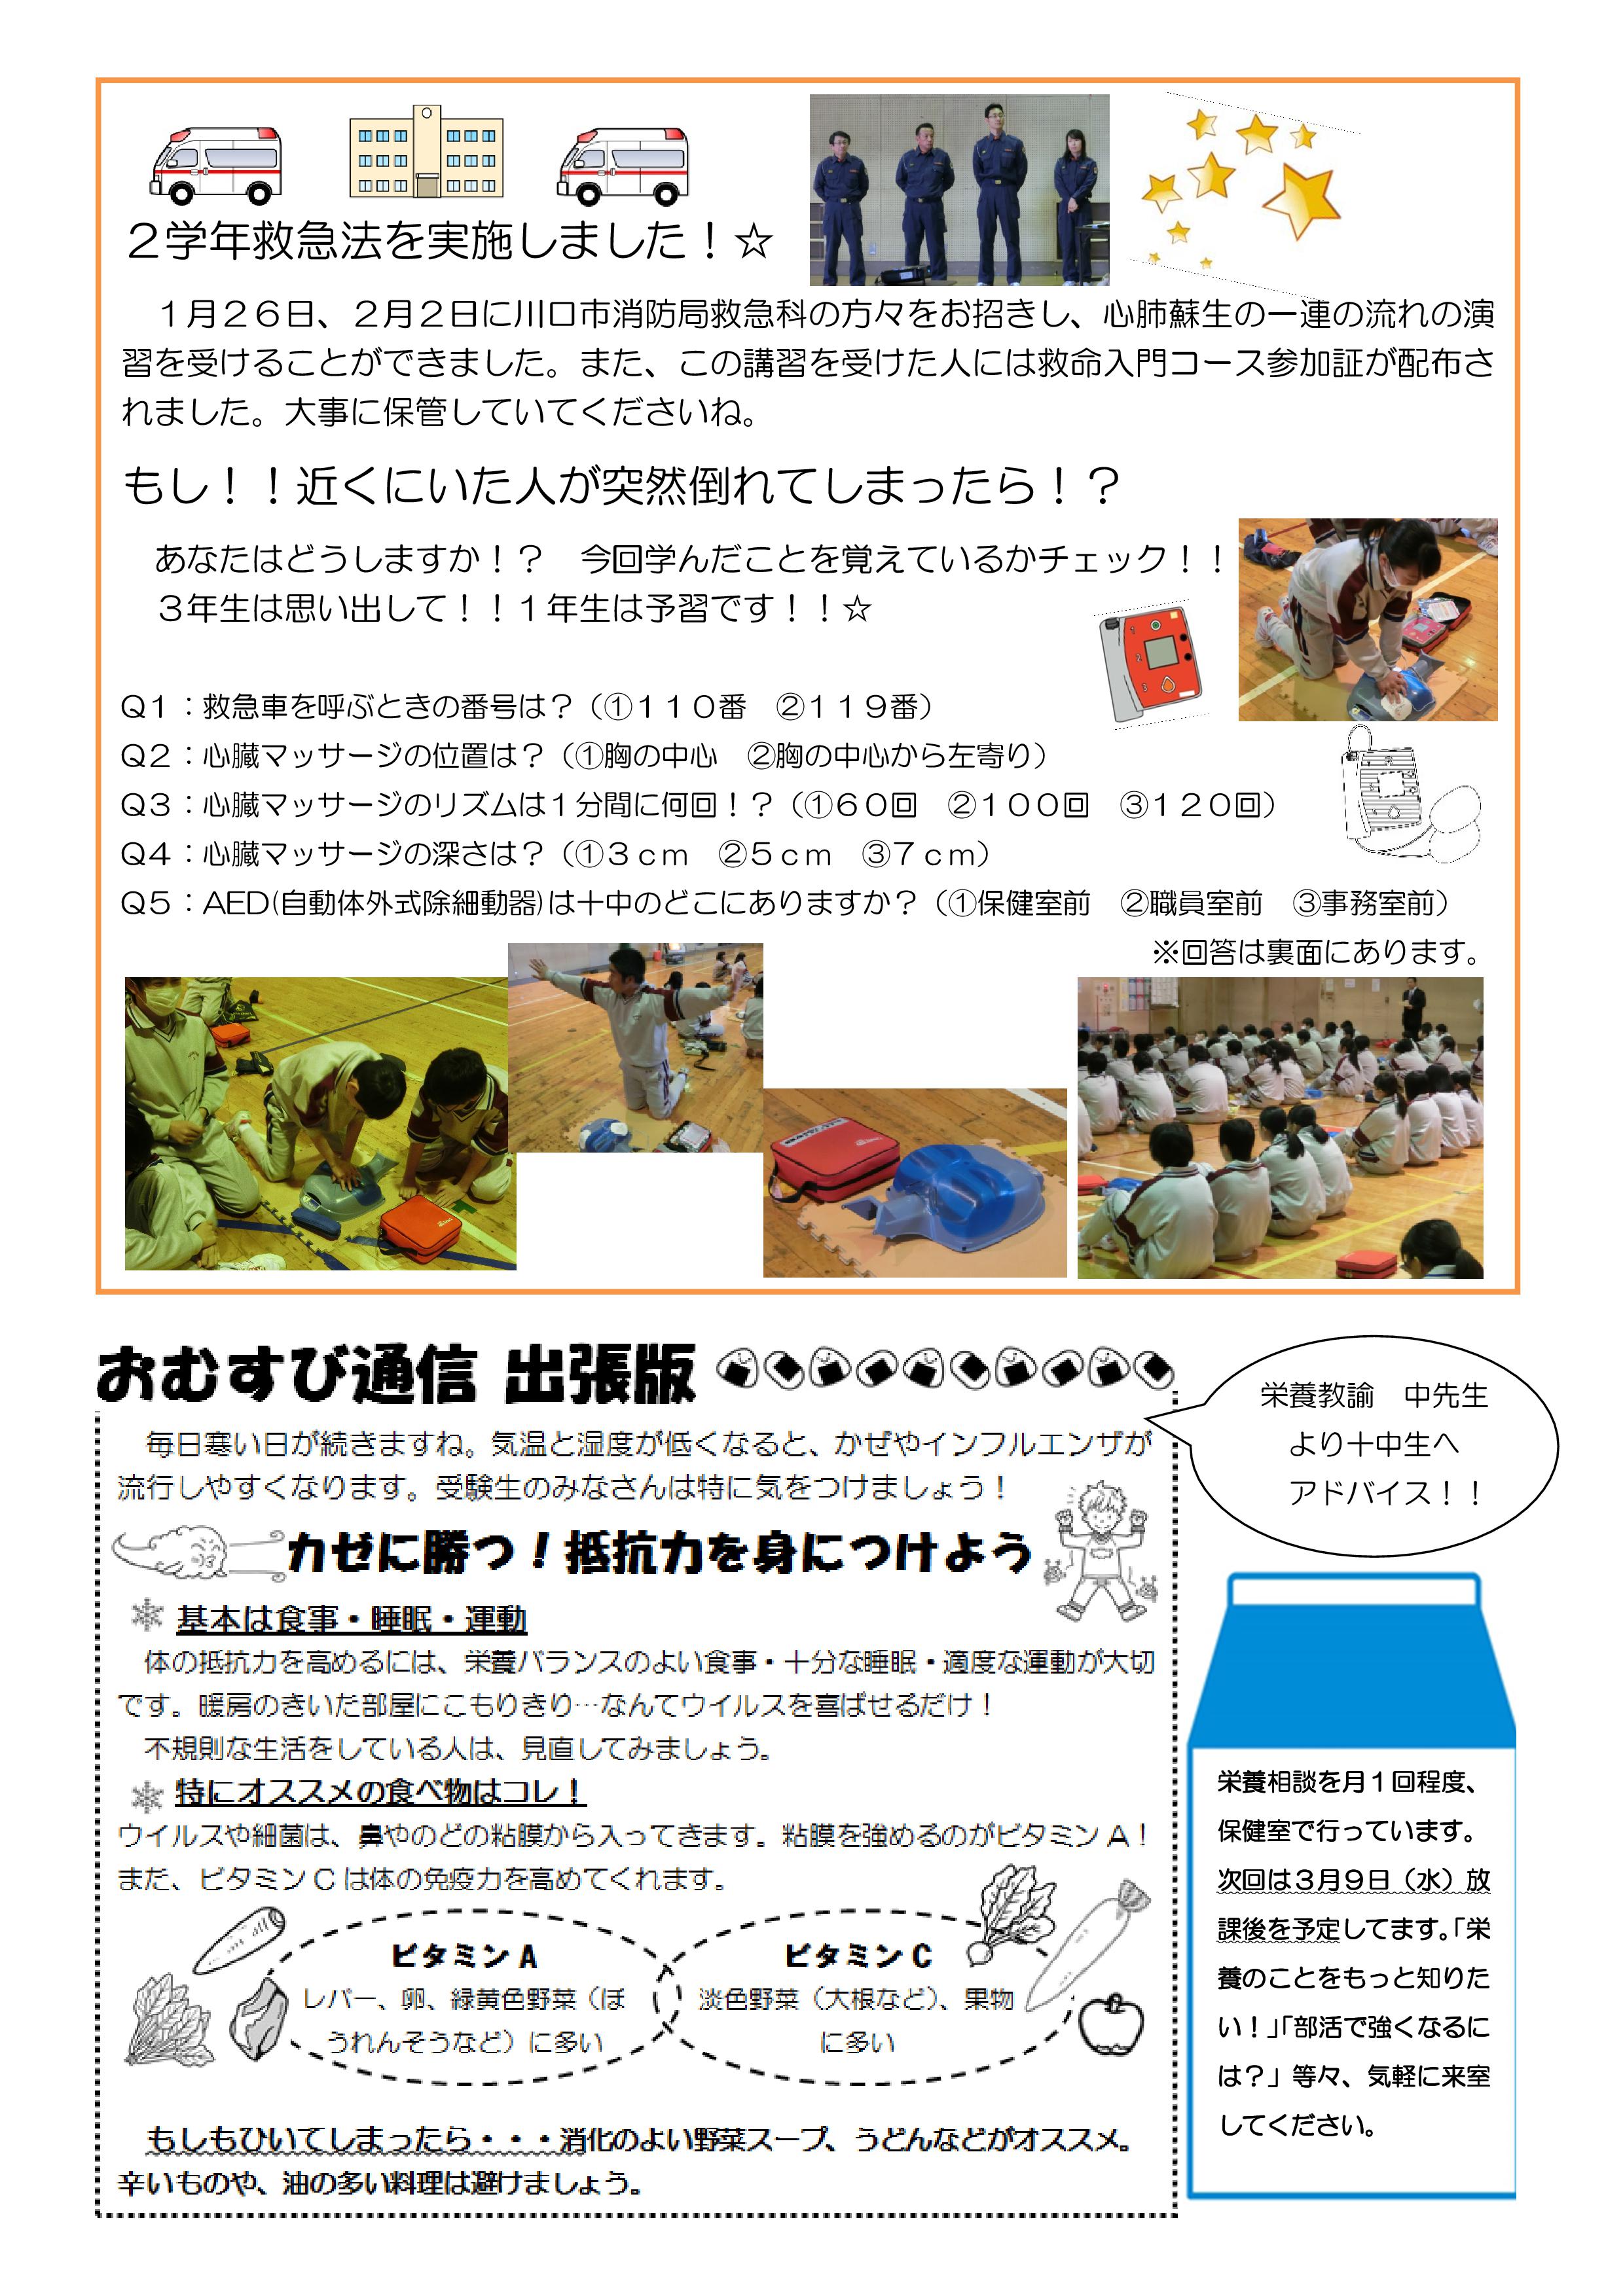 ２学年救急法を実施しました！☆
１月２６日、２月２日に川口市消防局救急科の方々をお招きし、心肺蘇生の一連の流れの演
習を受けることができました。また、この講習を受けた人には救命入門コース参加証が配布さ
れました。大事に保管していてくださいね。
もし！！近くにいた人が突然倒れてしまったら！？
あなたはどうしますか！？　今回学んだことを覚えているかチェック！！
３年生は思い出して！！１年生は予習です！！☆
Ｑ１：救急車を呼ぶときの番号は？（①１１０番　②１１９番）
Ｑ２：心臓マッサージの位置は？（①胸の中心　②胸の中心から左寄り）
Ｑ３：心臓マッサージのリズムは１分間に何回！？（①６０回　②１００回　③１２０回）
Ｑ４：心臓マッサージの深さは？（①３ｃｍ　②５ｃｍ　③７ｃｍ）
Ｑ５：AED(自動体外式除細動器)は十中のどこにありますか？（①保健室前　②職員室前　③事務室前）
※回答は裏面にあります。
おむすび通信 出張版
毎日寒い日が続きますね。気温と湿度が低くなると、かぜやインフルエンザが
流行しやすくなります。受験生のみなさんは特に気をつけましょう！
カゼに勝つ！抵抗力を身につけよう
基本は食事・睡眠・運動
体の抵抗力を高めるには、栄養バランスのよい食事・十分な睡眠・適度な運動が大切
です。暖房のきいた部屋にこもりきり…なんてウイルスを喜ばせるだけ！
不規則な生活をしている人は、見直してみましょう。
特にオススメの食べ物はコレ！
ウイルスや細菌は、鼻やのどの粘膜から入ってきます。粘膜を強めるのがビタミン A！
また、ビタミン C は体の免疫力を高めてくれます。
ビタミン A
レバー、卵、緑黄色野菜（ほ
うれんそうなど）に多い
ビタミン C
淡色野菜（大根など）、果物
に多い
もしもひいてしまったら・・・消化のよい野菜スープ、うどんなどがオススメ。
辛いものや、油の多い料理は避けましょう。
栄養教諭　中先生
より十中生へ
アドバイス！！
栄養相談を月１回程度、
保健室で行っています。
次回は３月９日（水）放
課後を予定してます。「栄
養のことをもっと知りた
い！」「部活で強くなるに
は？」等々、気軽に来室
してください。